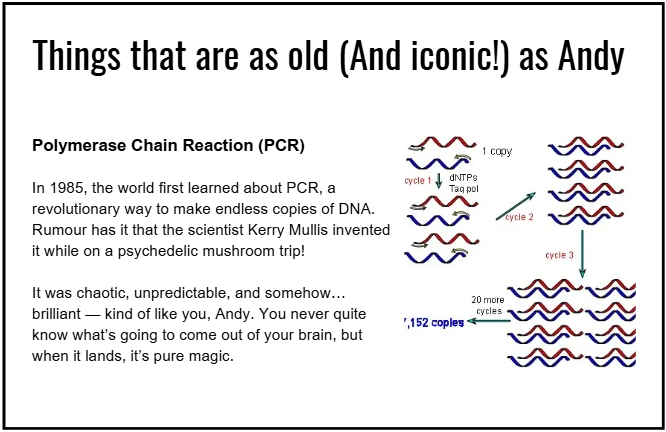 Things that are as old (And iconic!) as Andy
Polymerase Chain Reaction (PCR)
In 1985, the world first learned about PCR, a
revolutionary way to make endless copies of DNA.
Rumour has it that the scientist Kerry Mullis invented
it while on a psychedelic mushroom trip!
It was chaotic, unpredictable, and somehow…
brilliant — kind of like you, Andy. You never quite
know what’s going to come out of your brain, but
when it lands, it’s pure magic.
1 copy
cycle 1
dNTPs
Taq pol
cycle 2
cycle 3
20 more
cycles
,152 copies